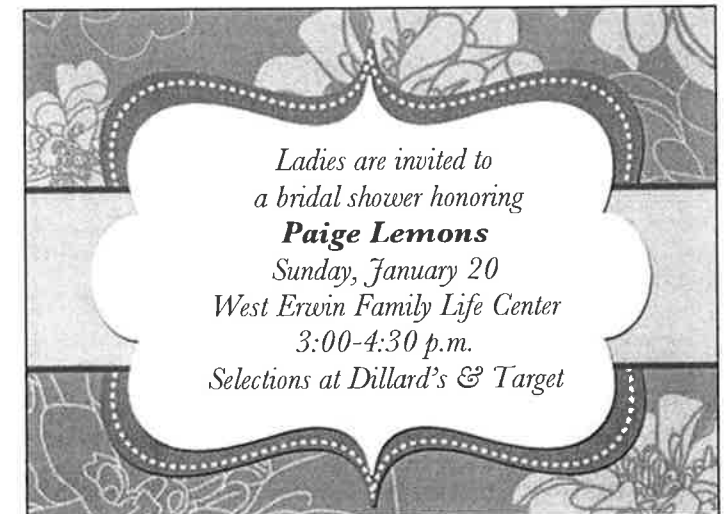 Ladies are invited to
a bridal shower honoring
Paige Lemons
Sunday, January 20
West Erwin Family Life Center
3:00-4:30 p.m.
Selections at Dillard's & Target